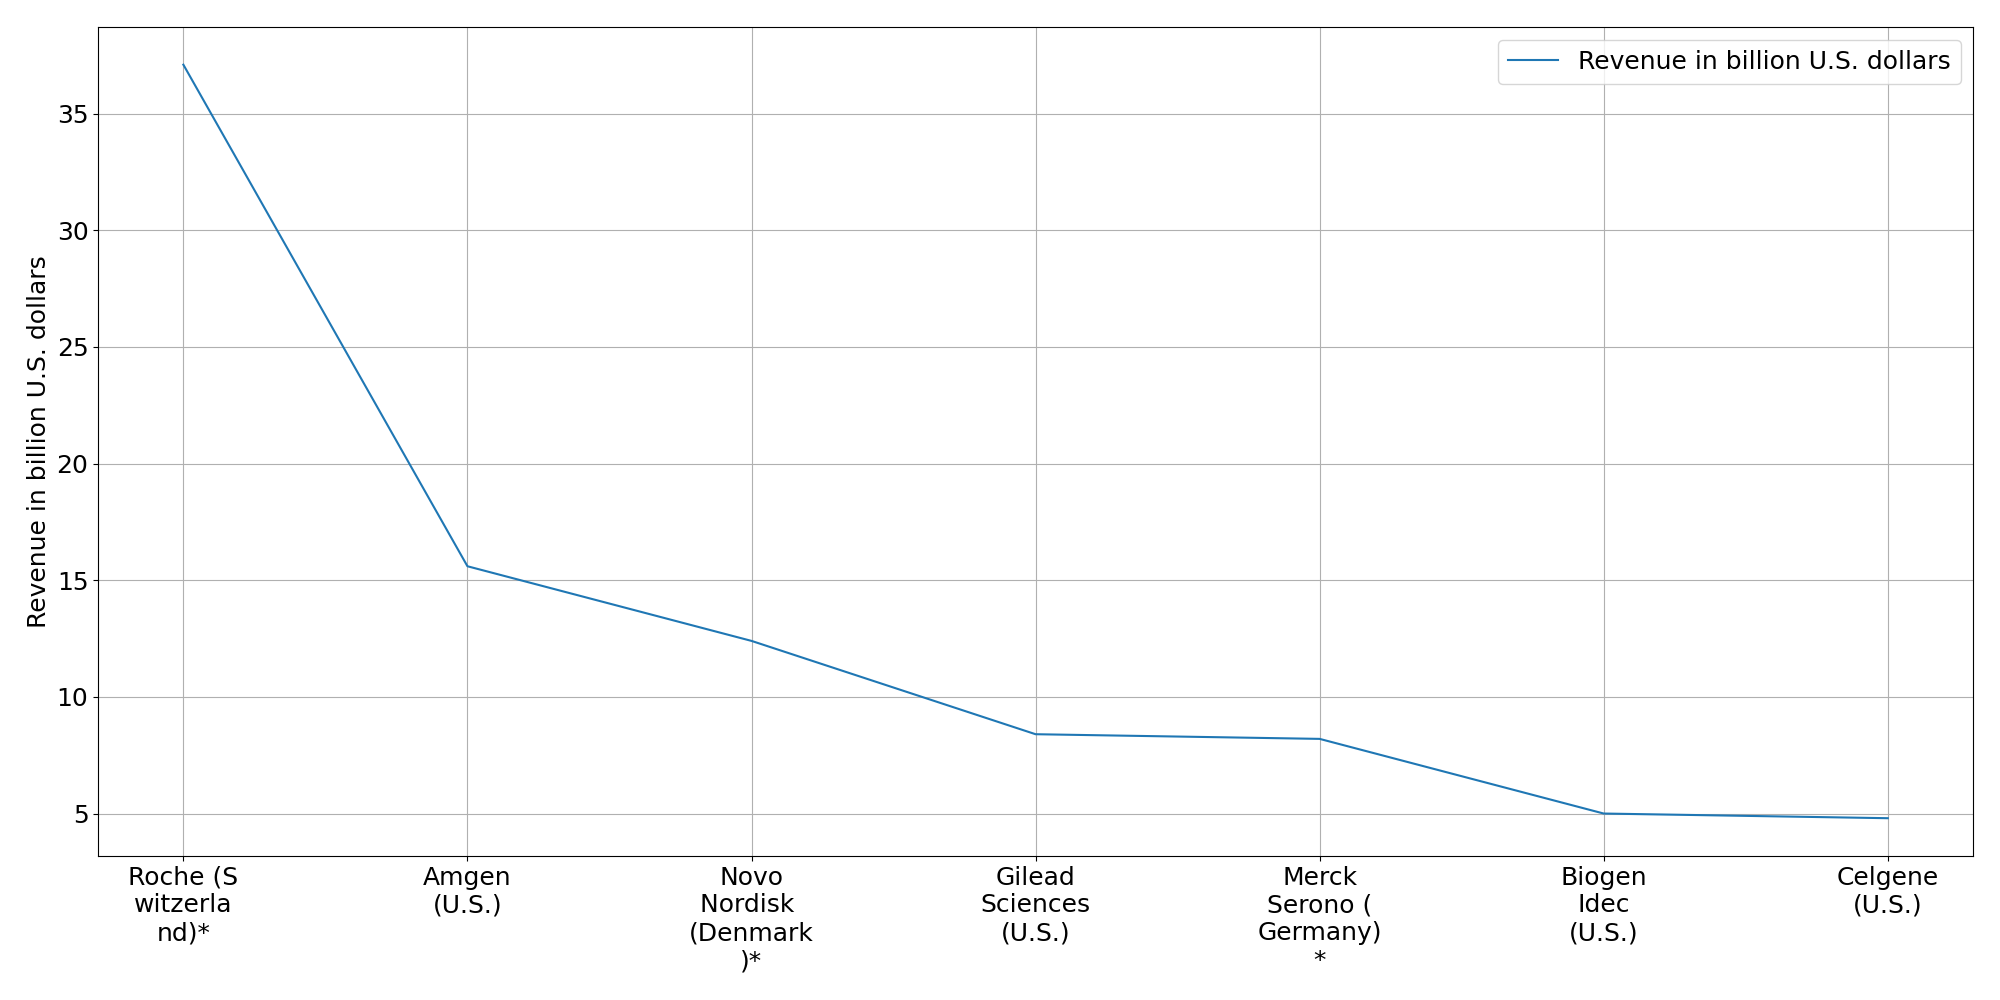 Revenue in billion U.S. dollars
Revenue in billion U.S. dollars
35
30
25
20
15
10
5
Roche (S
witzerla
nd)*
Amgen
(U.S.)
Novo
Nordisk
(Denmark
)*
Gilead
Sciences
(U.S.)
Merck
Serono (
Germany)
*
Biogen
Idec
(U.S.)
Celgene
(U.S.)